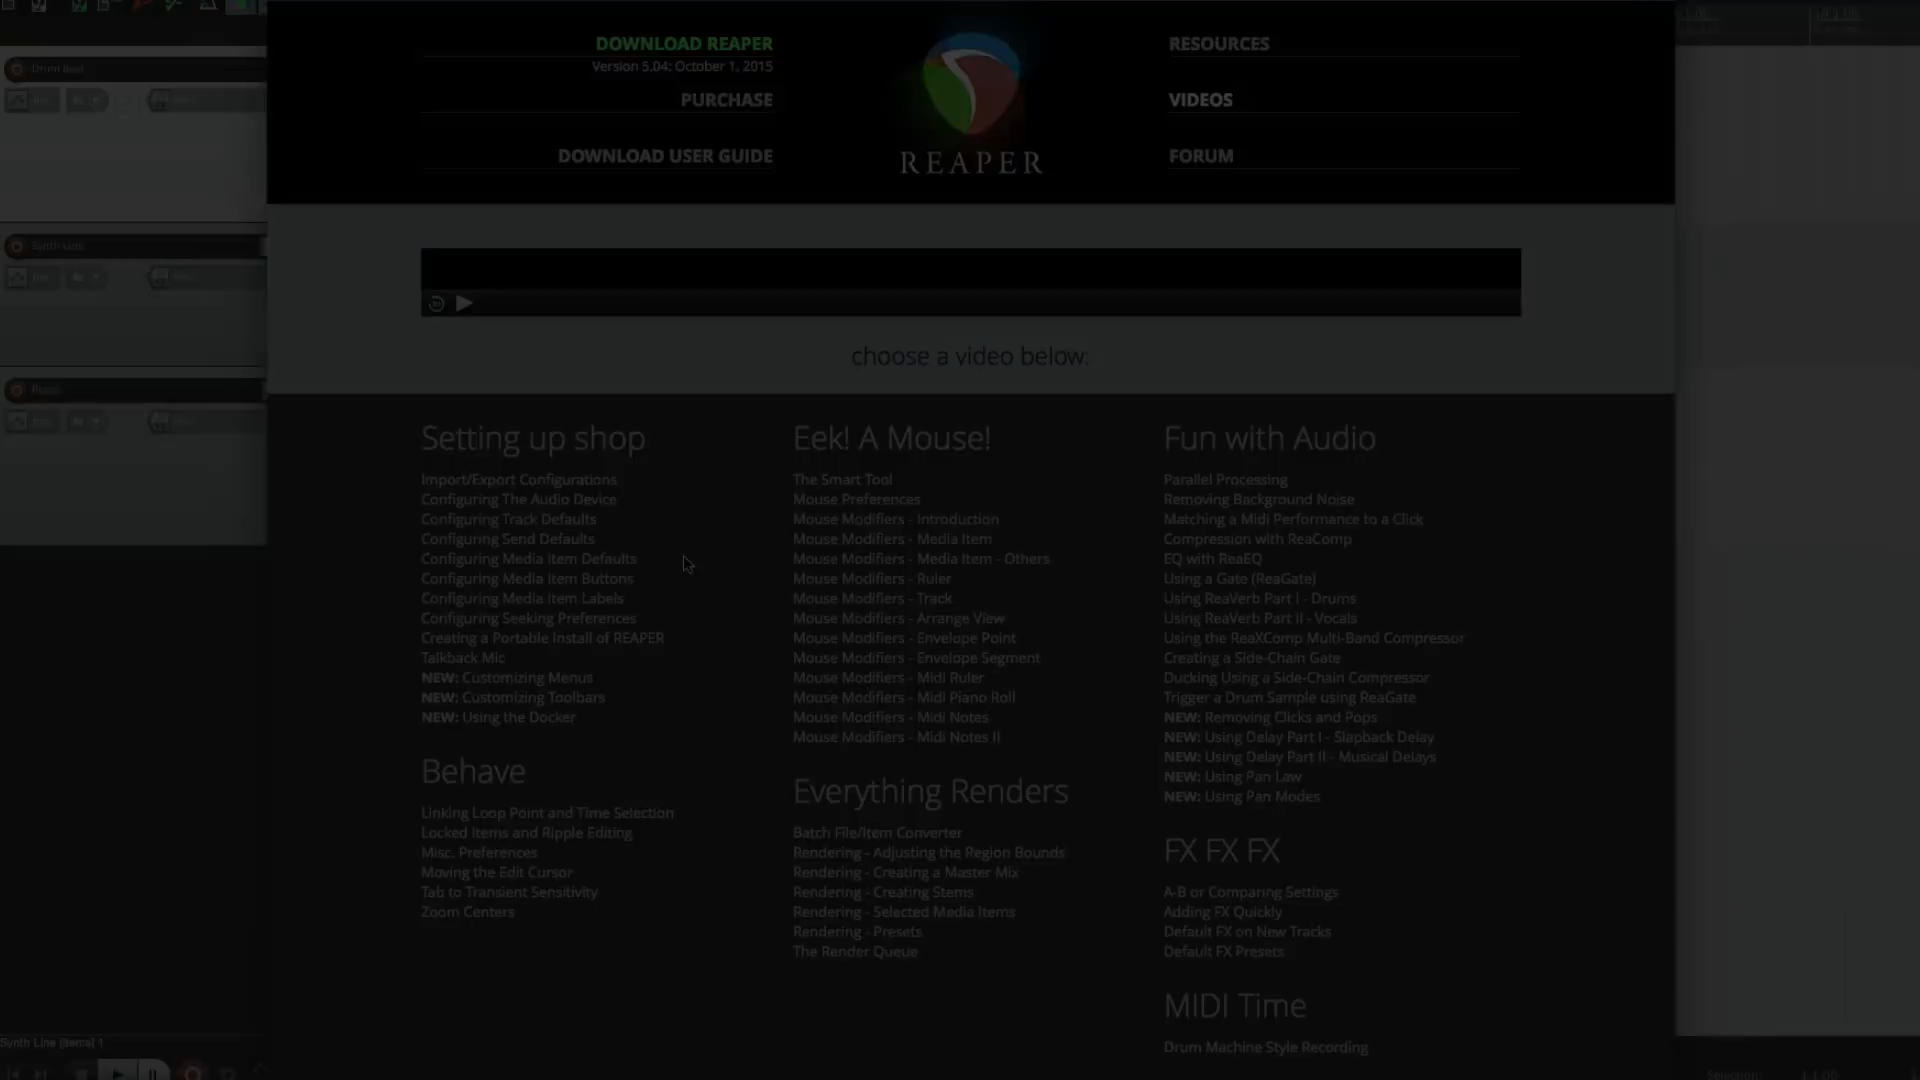 DOWNLOAD REAPER
Version 5.04: October 1, 2015
PURCHASE
DOWNLOAD USER GUIDE
REAPER
RESOURCES
VIDEOS
FORUM
choose a video below:
Setting up shop
Import/Export Configurations
Configuring The Audio Device
Configuring Track Defaults
Configuring Send Defaults
Configuring Media Item Defaults
Configuring Media Item Buttons
Configuring Media Item Labels
Configuring Seeking Preferences
Creating a Portable Install of REAPER
Talkback Mic
NEW: Customizing Menus
NEW: Customizing Toolbars
NEW: Using the Docker
Behave
Linking Loop Point and Time Selection
Locked Items and Ripple Editing
Misc. Preferences
Moving the Edit Cursor
Tab to Transient Sensitivity
Zoom Centers
Eek! A Mouse!
The Smart Tool
Mouse Preferences
Mouse Modifiers - Introduction
Mouse Modifiers - Media Item
Mouse Modifiers - Media Item - Others
Mouse Modifiers - Ruler
Mouse Modifiers - Track
Mouse Modifiers - Arrange View
Mouse Modifiers - Envelope Point
Mouse Modifiers - Envelope Segment
Mouse Modifiers - Midi Ruler
Mouse Modifiers - Midi Piano Roll
Mouse Modifiers - Midi Notes
Mouse Modifiers - Midi Notes II
Everything Renders
Batch File/Item Converter
Rendering - Adjusting the Region Bounds
Rendering - Creating a Master Mix
Rendering - Creating Stems
Rendering - Selected Media Items
Rendering - Presets
The Render Queue
Fun with Audio
Parallel Processing
Removing Background Noise
Matching a Midi Performance to a Click
Compression with ReaComp
EQ with ReaEQ
Using a Gate (ReaGate)
Using ReaVerb Part I - Drums
Using ReaVerb Part II - Vocals
Using the ReaXComp Multi-Band Compressor
Creating a Side-Chain Gate
Ducking Using a Side-Chain Compressor
Trigger a Drum Sample using ReaGate
NEW: Removing Clicks and Pops
NEW: Using Delay Part I - Slapback Delay
NEW: Using Delay Part II - Musical Delays
NEW: Using Pan Law
NEW: Using Pan Modes
FX FX FX
A-B or Comparing Settings
Adding FX Quickly
Default FX on New Tracks
Default FX Presets
MIDI Time
Drum Machine Style Recording
Synth Line
Synth Line [items] 1
Selection:
1.1.00